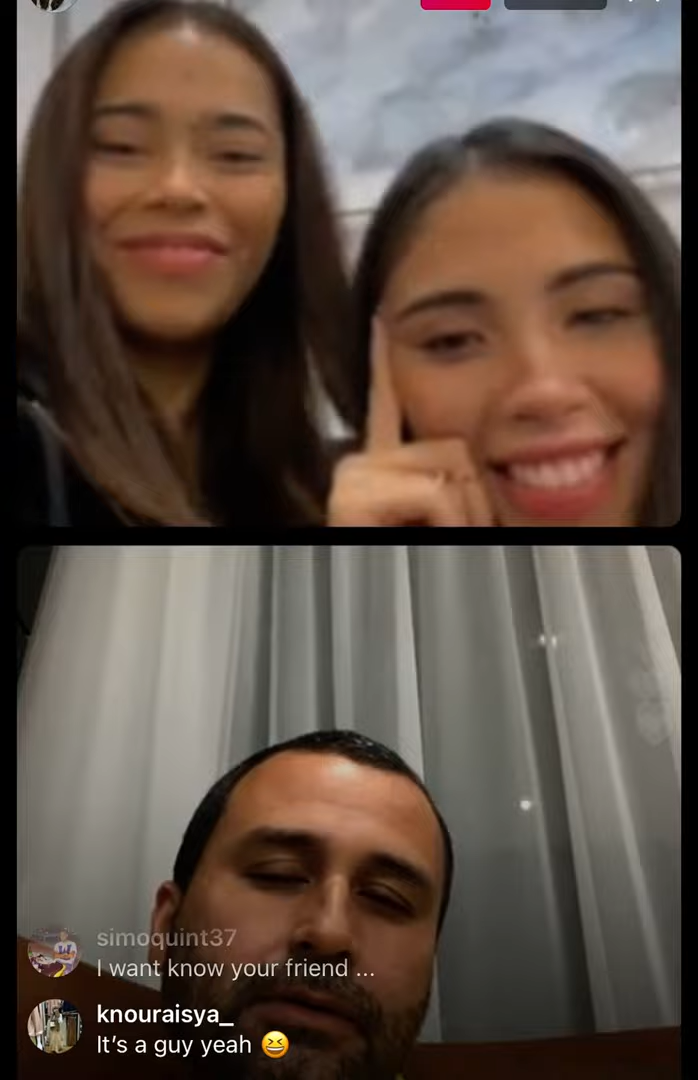 simoquint37
I want know your friend ...
knouraisya_
It's a guy yeah 😆